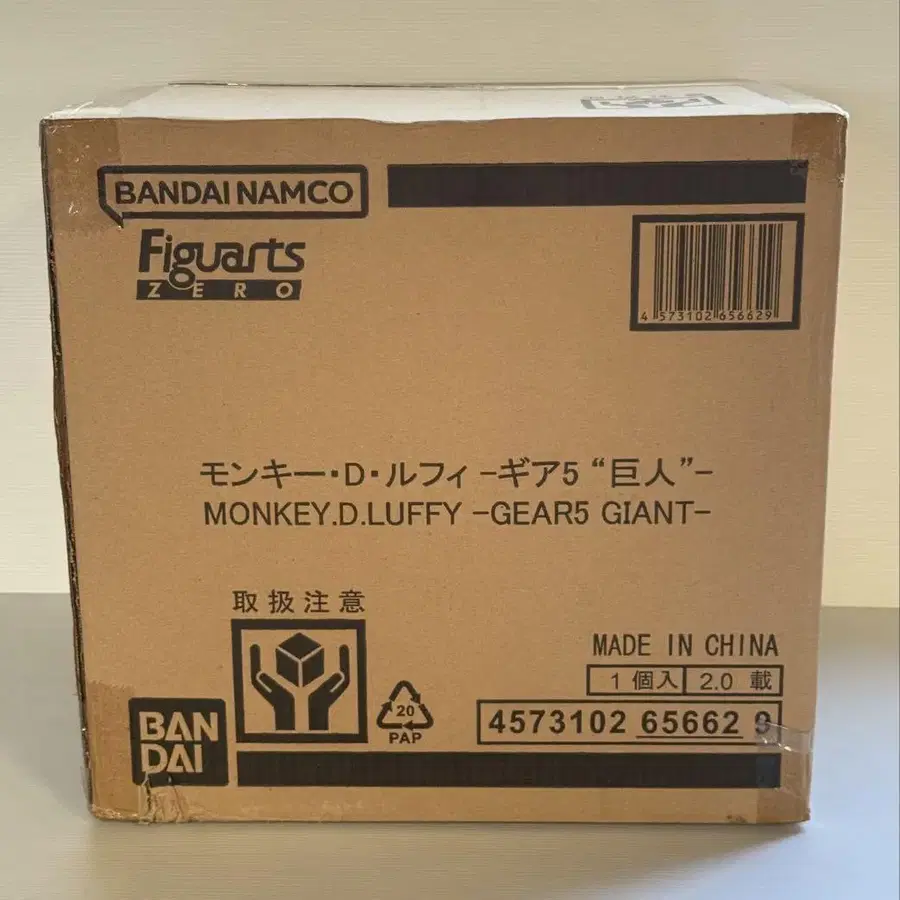 BANDAI NAMCO
Figuarts
ZERO
4 573102 656629
モンキー・D・ルフィ -ギア5 “巨人”-
MONKEY.D.LUFFY -GEAR5 GIANT-
取扱注意
MADE IN CHINA
1 個入 2.0 載
4573102 65662 9
20
PAP
BAN
DAI